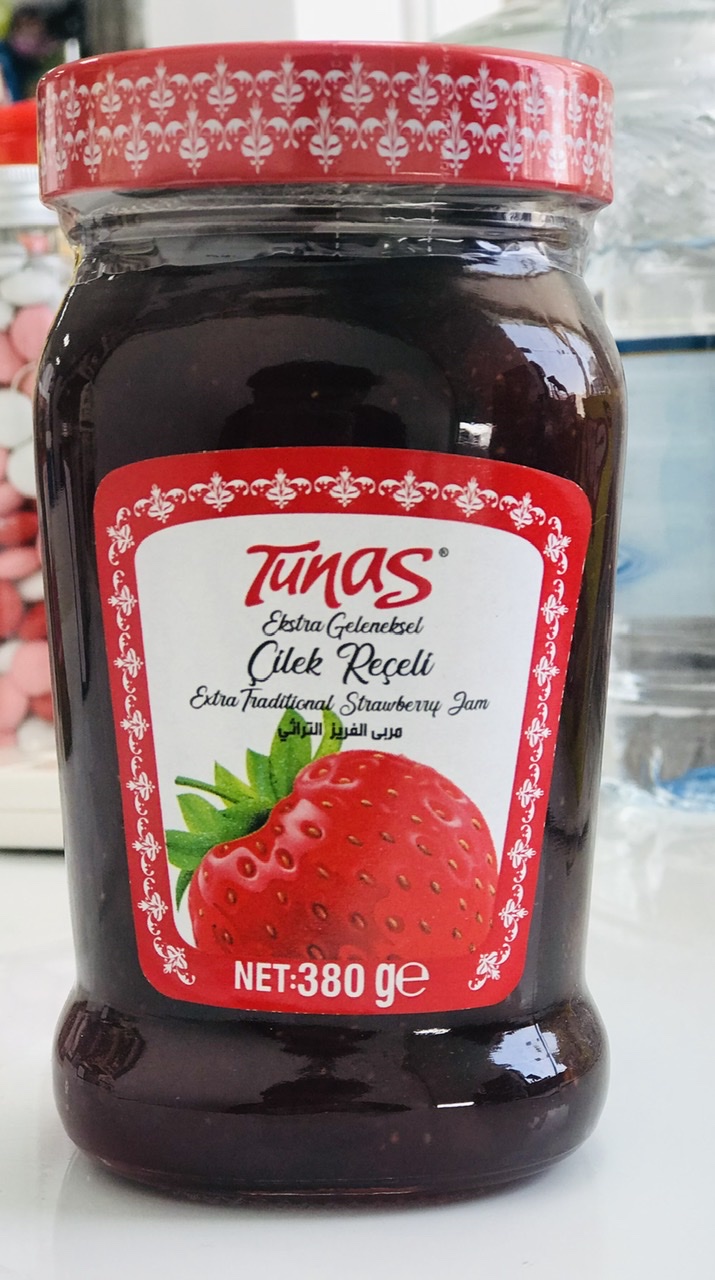 Tunas®
Ekstra Geleneksel
Çilek Reçeli
Extra Traditional Strawberry Jam
مربى الفريز التراثي
NET:380 g℮